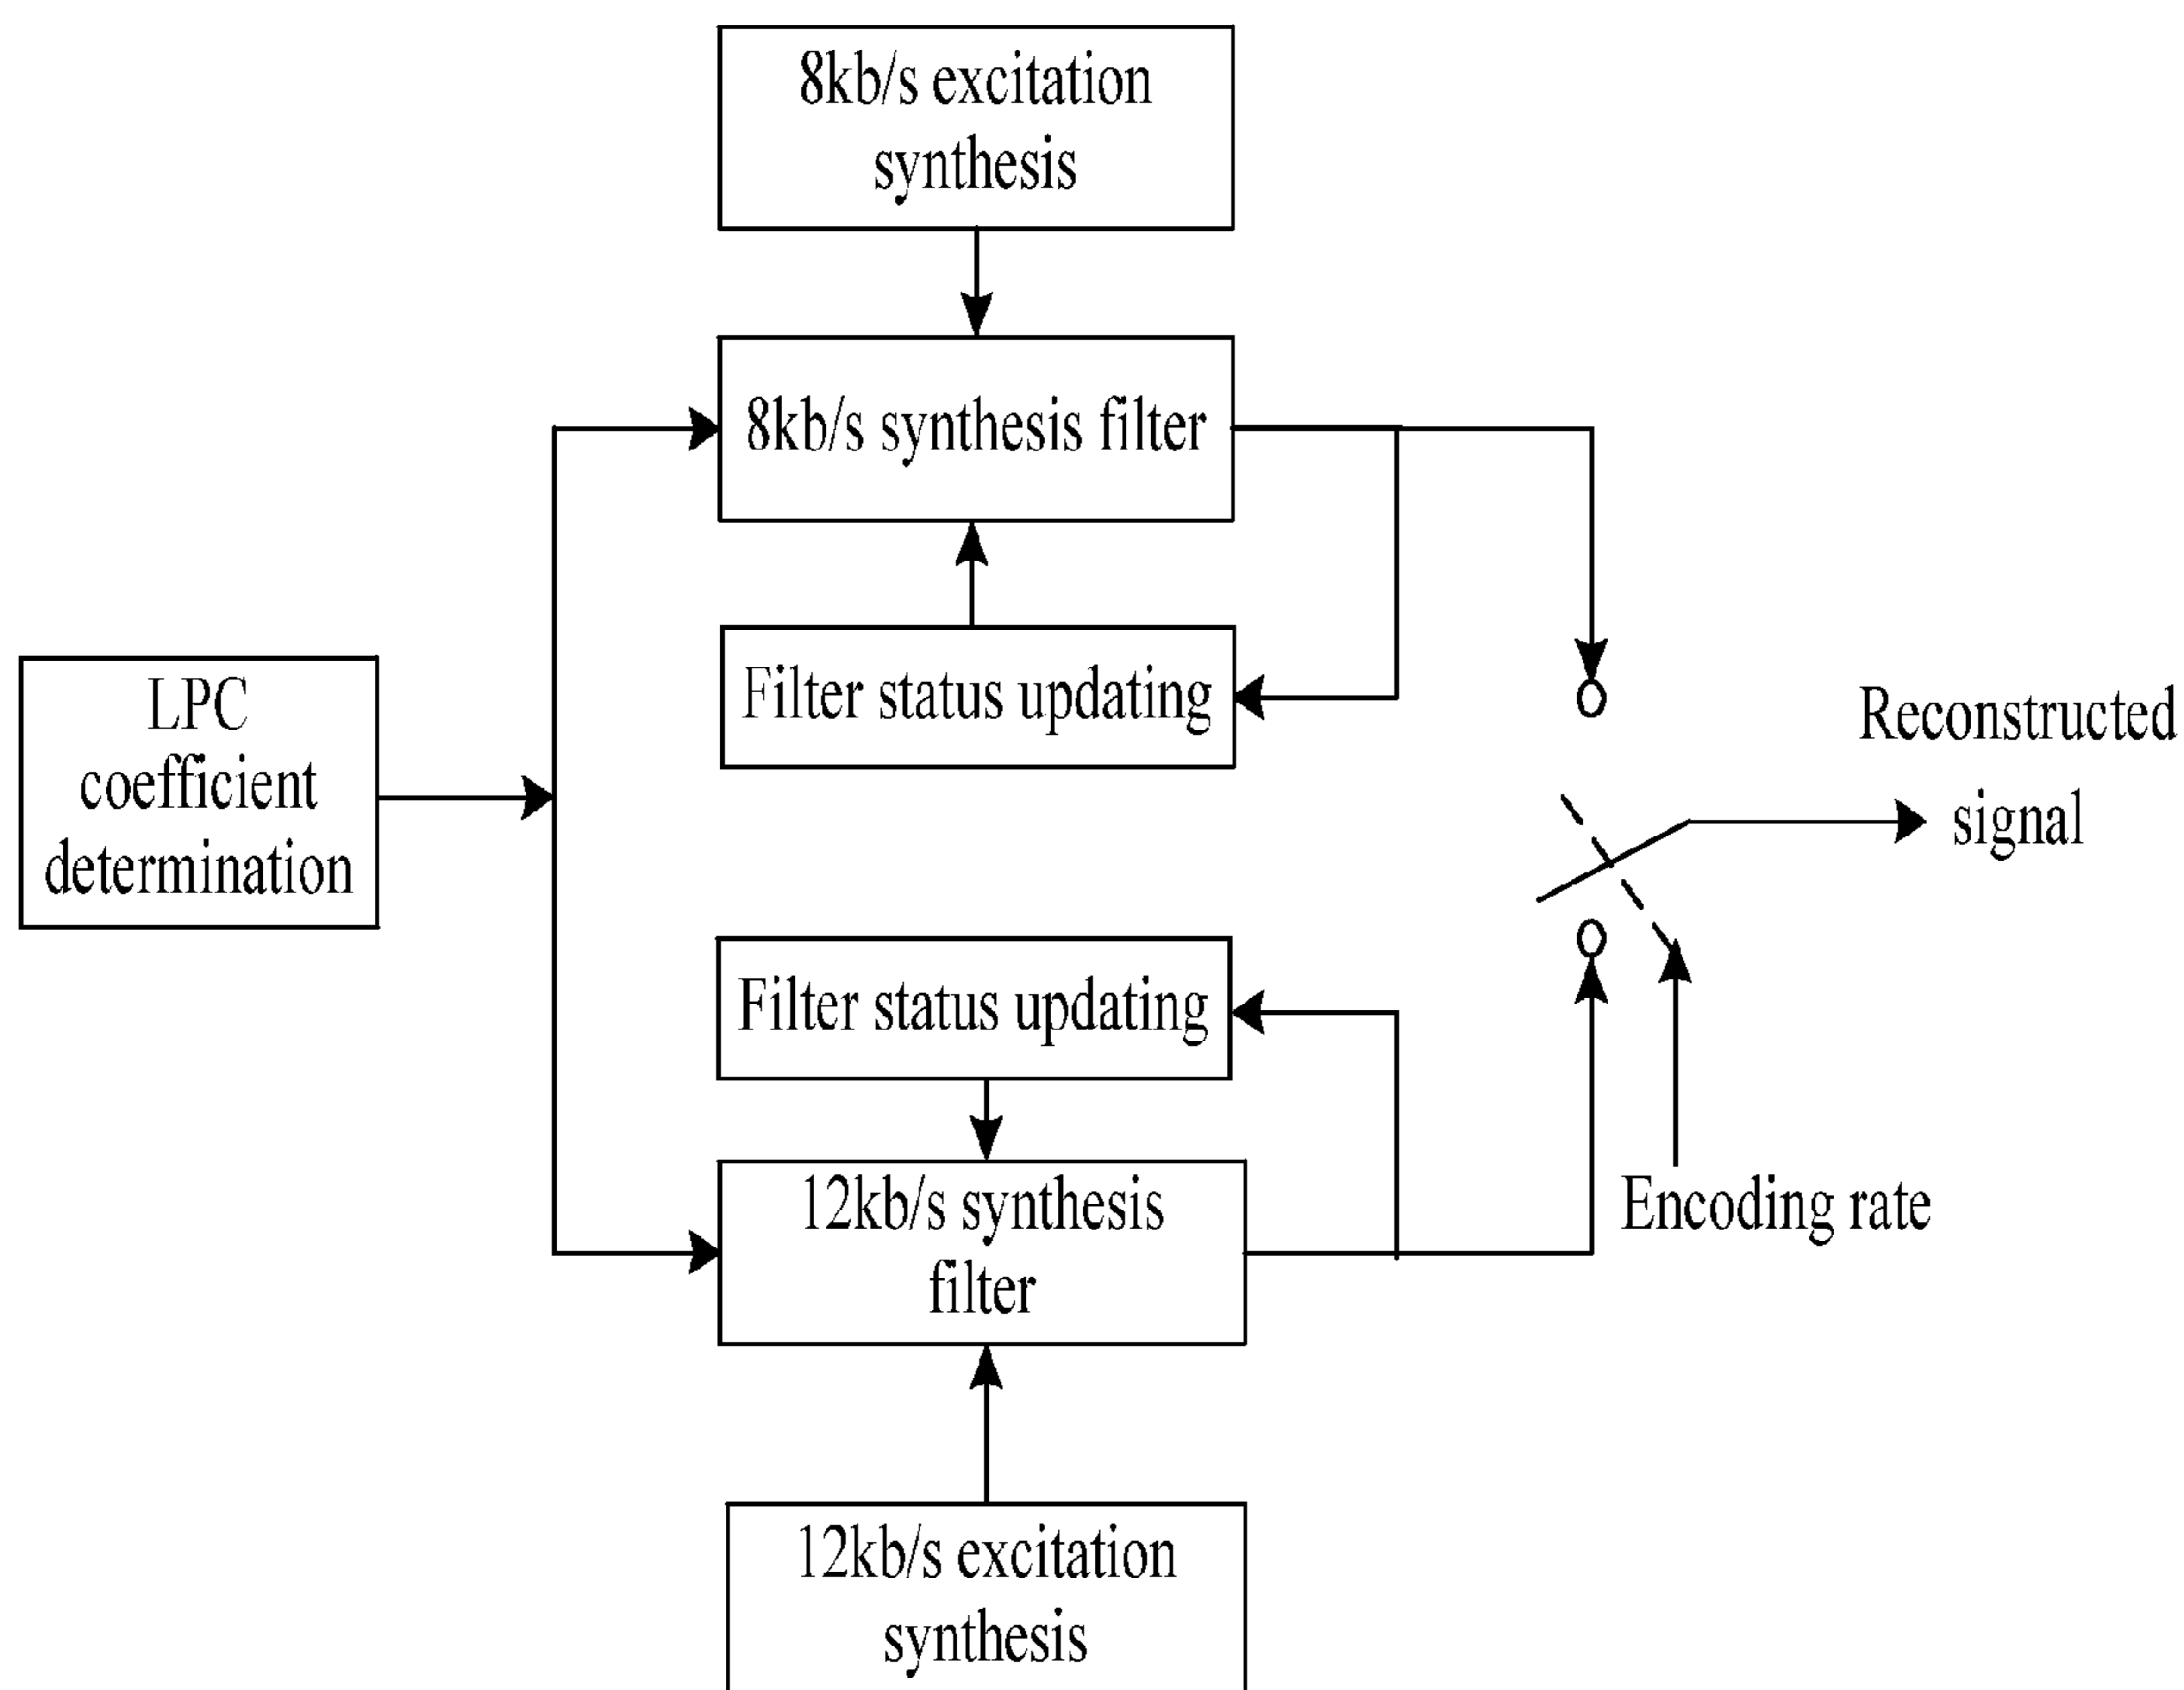 8kb/s excitation
synthesis
8kb/s synthesis filter
Filter status updating
LPC
coefficient
determination
Reconstructed
signal
Filter status updating
12kb/s synthesis
filter
Encoding rate
12kb/s excitation
synthesis